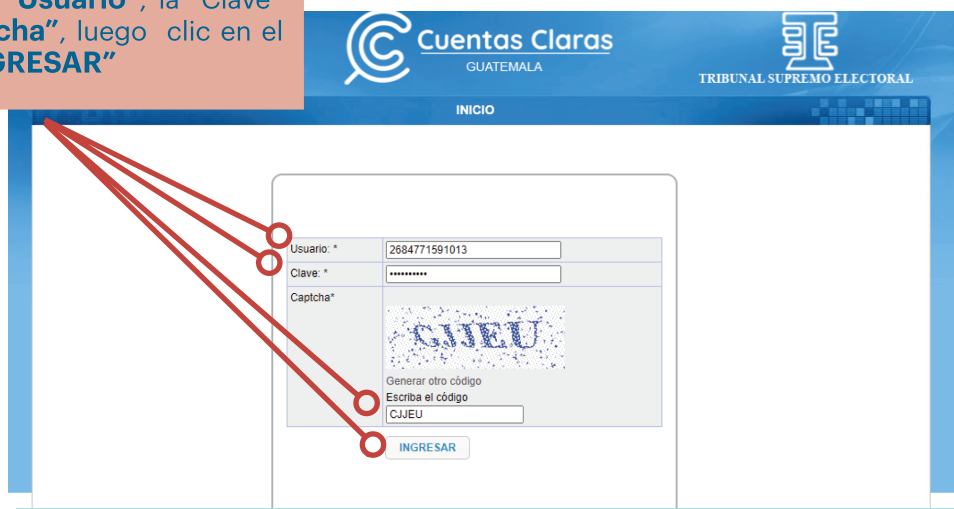 Usuario", la Clave
cha", luego clic en el
GRESAR"
Cuentas Claras
GUATEMALA
TRIBUNAL SUPREMO ELECTORAL
INICIO
Usuario: * 2684771591013
Clave: * ••••••••••
Captcha*
CJJEU
Generar otro código
Escriba el código
CJJEU
INGRESAR